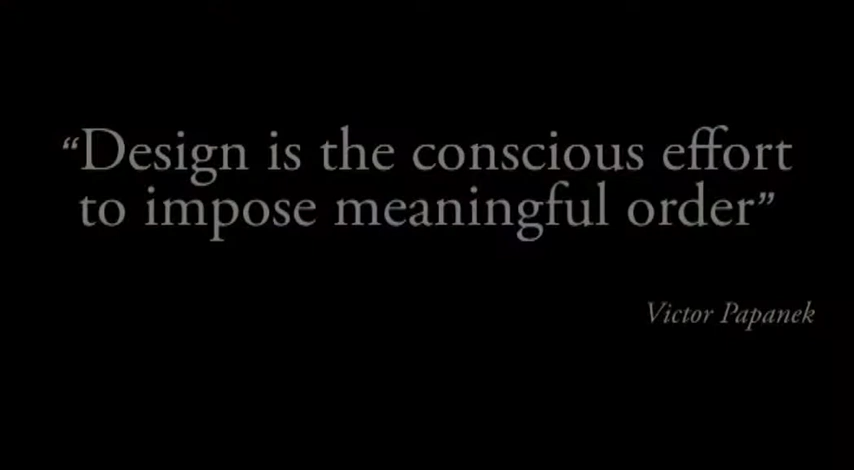 “Design is the conscious effort
to impose meaningful order”
Victor Papanek